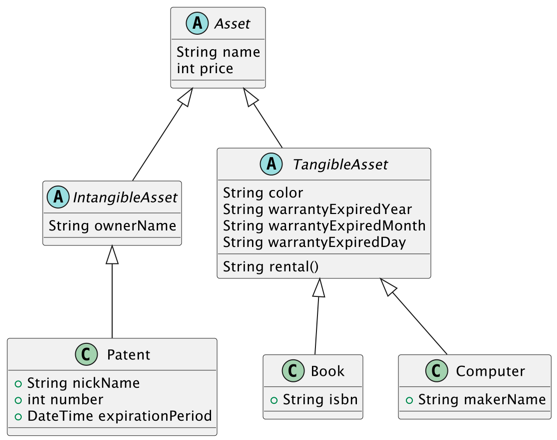 A Asset
String name
int price
A IntangibleAsset
String ownerName
A TangibleAsset
String color
String warrantyExpiredYear
String warrantyExpiredMonth
String warrantyExpiredDay
String rental()
C Patent
String nickName
int number
DateTime expirationPeriod
C Book
String isbn
C Computer
String makerName